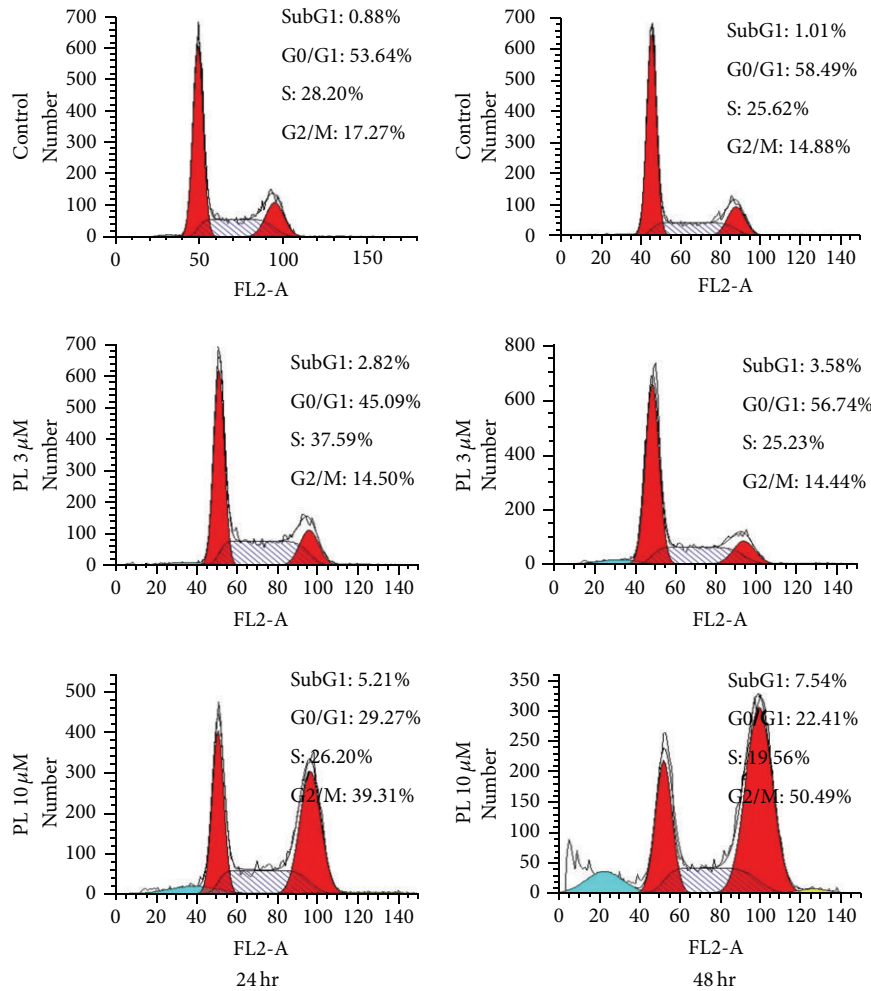 700
600
500
400
300
200
100
0
Control
Number
SubG1: 0.88%
G0/G1: 53.64%
S: 28.20%
G2/M: 17.27%
0 50 100 150
FL2-A
700
600
500
400
300
200
100
0
Control
Number
SubG1: 1.01%
G0/G1: 58.49%
S: 25.62%
G2/M: 14.88%
0 20 40 60 80 100 120 140
FL2-A
700
600
500
400
300
200
100
0
PL 3 μM
Number
SubG1: 2.82%
G0/G1: 45.09%
S: 37.59%
G2/M: 14.50%
0 20 40 60 80 100 120 140
FL2-A
800
600
400
200
0
PL 3 μM
Number
SubG1: 3.58%
G0/G1: 56.74%
S: 25.23%
G2/M: 14.44%
0 20 40 60 80 100 120 140
FL2-A
500
400
300
200
100
0
PL 10 μM
Number
SubG1: 5.21%
G0/G1: 29.27%
S: 26.20%
G2/M: 39.31%
0 20 40 60 80 100 120 140
FL2-A
24 hr
350
300
250
200
150
100
50
0
PL 10 μM
Number
SubG1: 7.54%
G0/G1: 22.41%
S: 19.56%
G2/M: 50.49%
0 20 40 60 80 100 120 140
FL2-A
48 hr